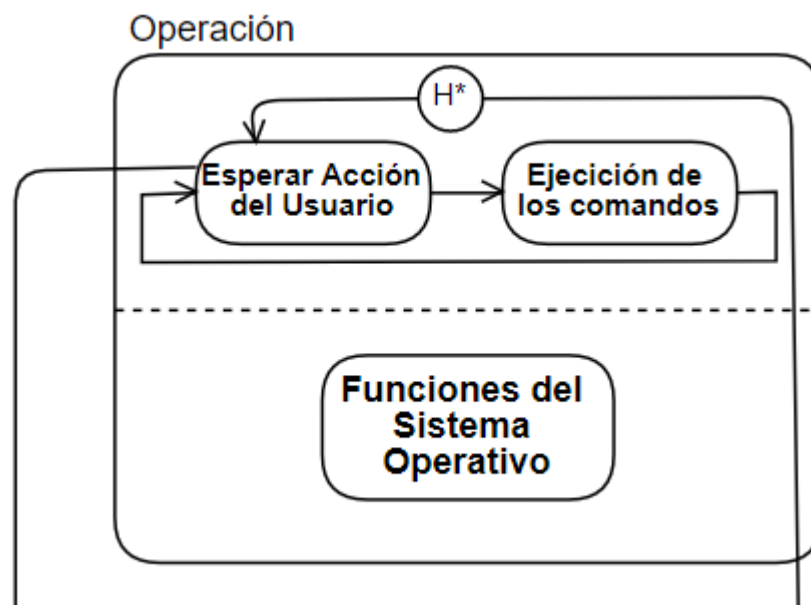 Operación
H*
Esperar Acción
del Usuario
Ejecición de
los comandos
Funciones del
Sistema
Operativo